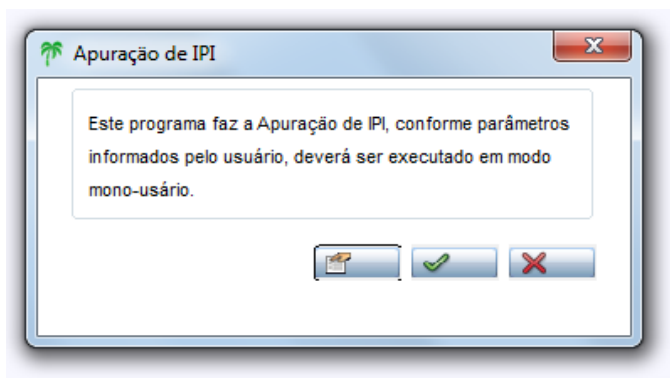 Apuração de IPI
Este programa faz a Apuração de IPI, conforme parâmetros
informados pelo usuário, deverá ser executado em modo
mono-usário.